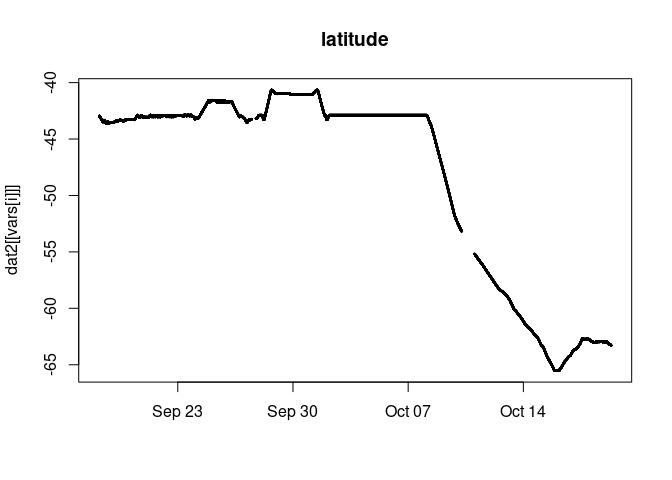 latitude
dat2[[vars[i]]]
-40
-45
-50
-55
-60
-65
Sep 23
Sep 30
Oct 07
Oct 14